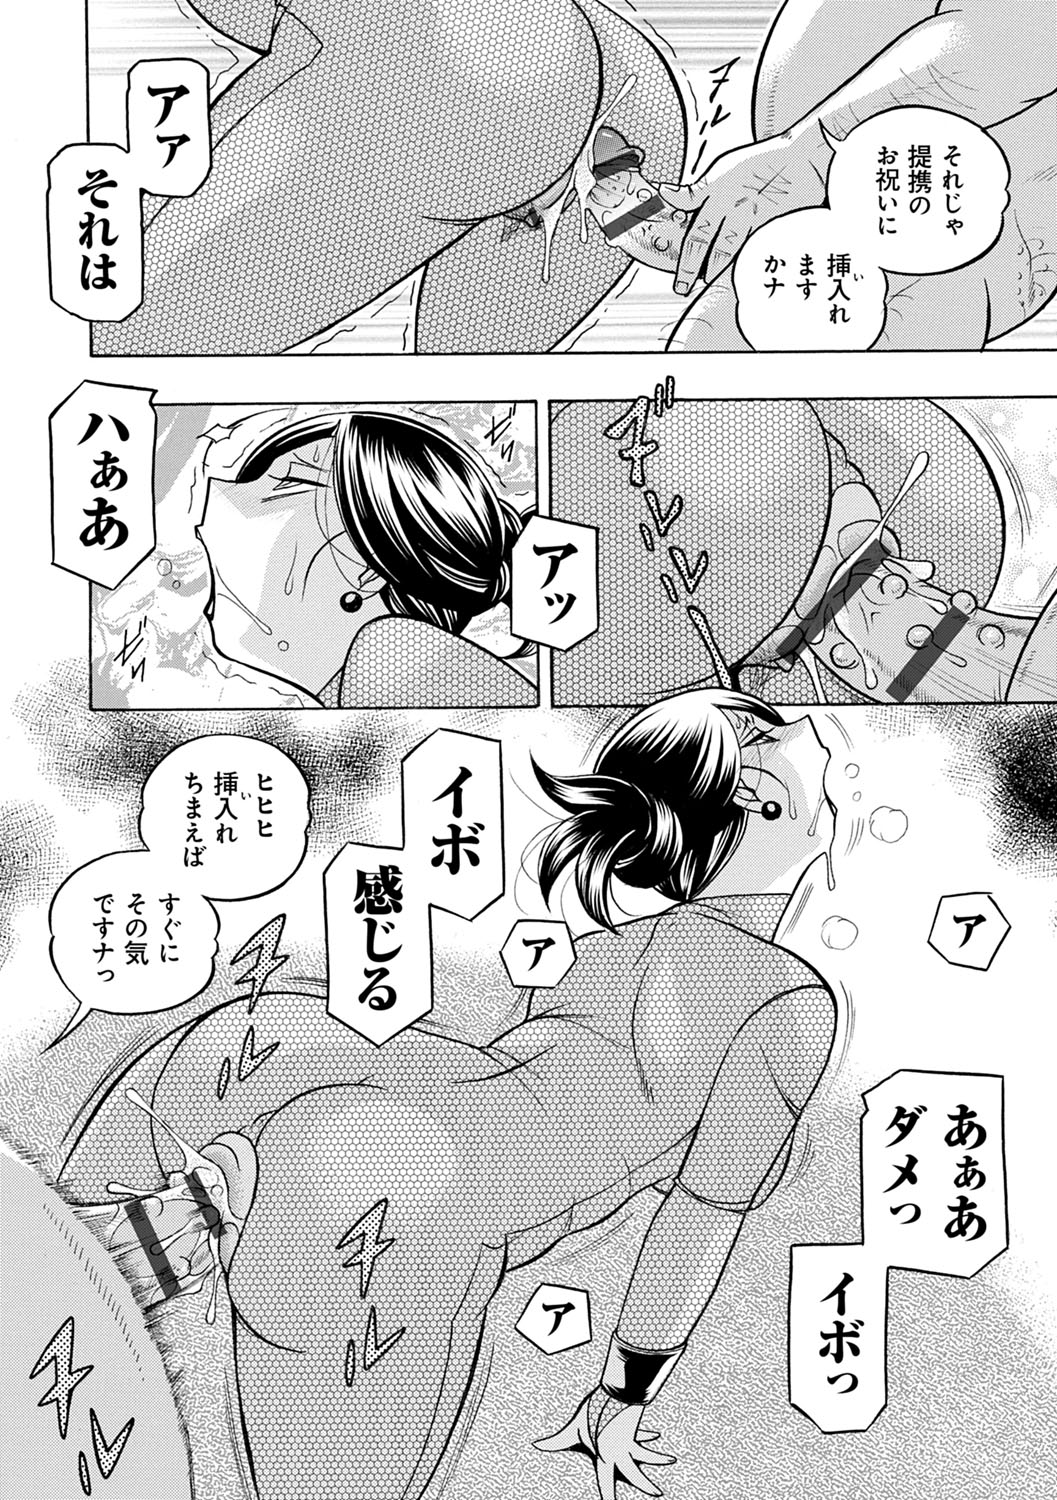 それじゃ
提携の
お祝いに
挿入れ
い
ます
かナ
アァ
それは
アッ
ハぁあ
イボ
感じる
ヒヒヒ
挿入れ
い
ちまえば
すぐに
その気
ですナっ
ア
ア
あぁあ
ダメっ
イボっ
ア